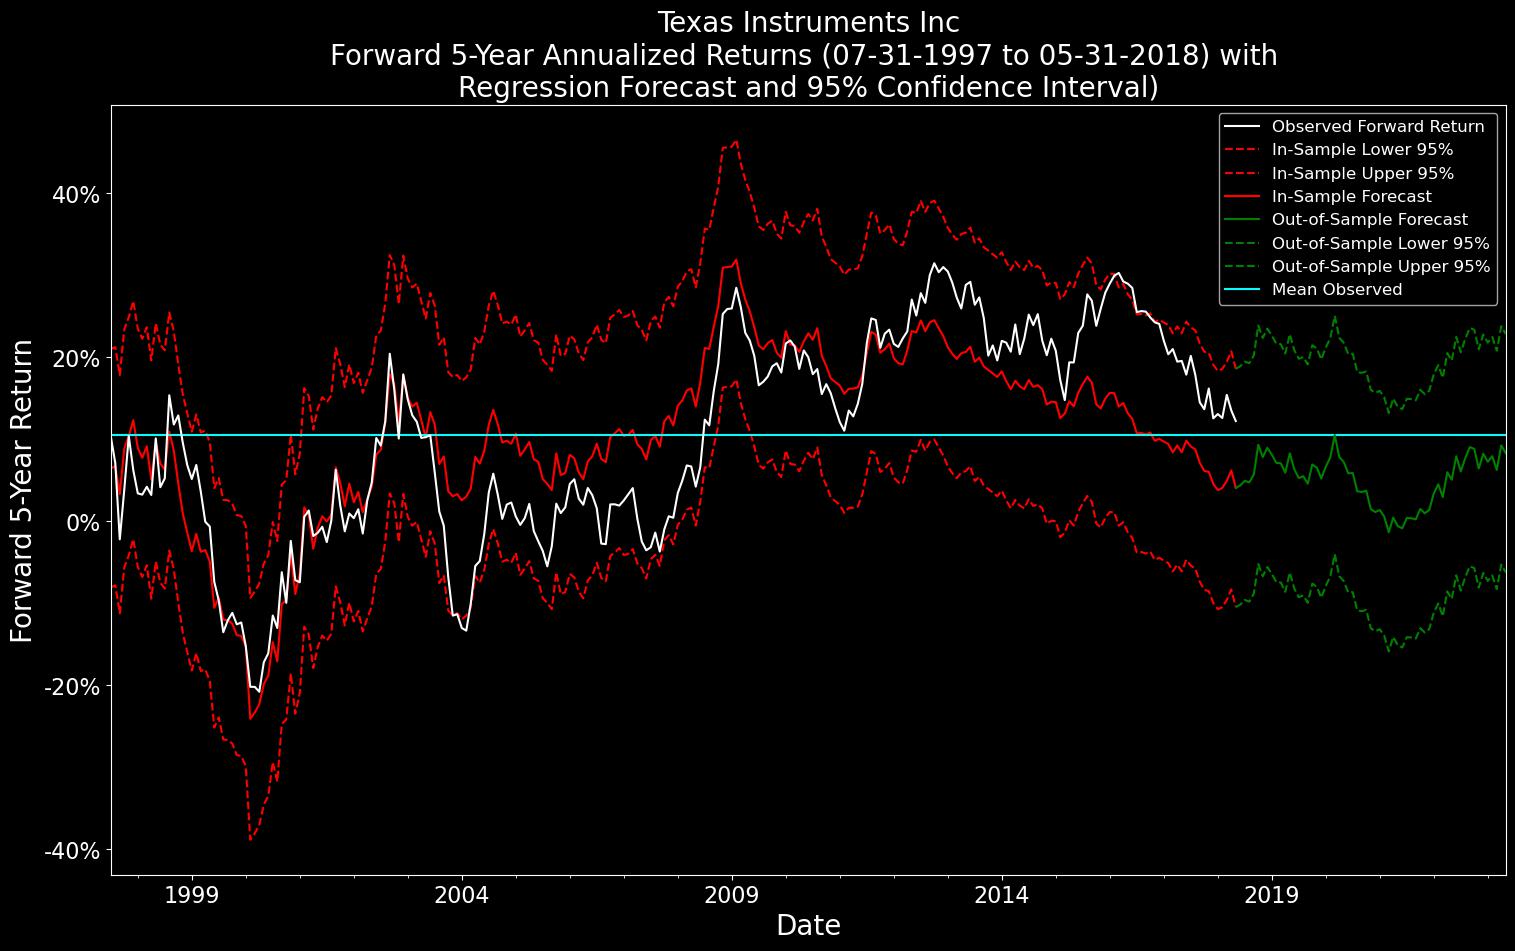 Texas Instruments Inc
Forward 5-Year Annualized Returns (07-31-1997 to 05-31-2018) with
Regression Forecast and 95% Confidence Interval)
Observed Forward Return
In-Sample Lower 95%
In-Sample Upper 95%
In-Sample Forecast
Out-of-Sample Forecast
Out-of-Sample Lower 95%
Out-of-Sample Upper 95%
Mean Observed
Forward 5-Year Return
40%
20%
0%
-20%
-40%
1999
2004
2009
2014
2019
Date